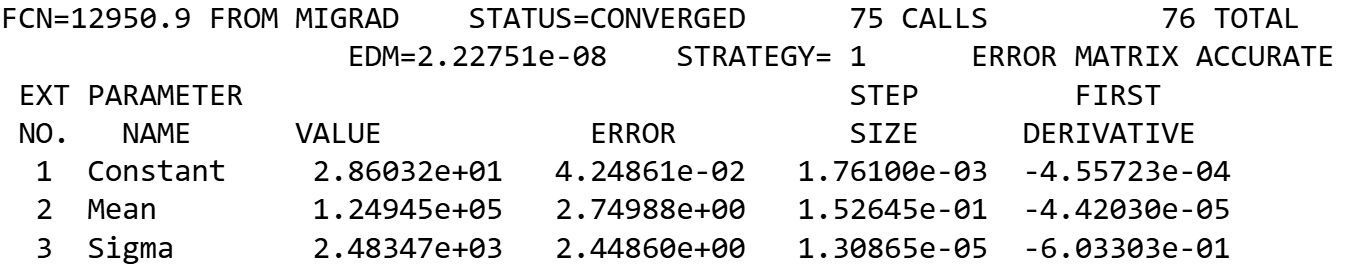 FCN=12950.9 FROM MIGRAD    STATUS=CONVERGED      75 CALLS          76 TOTAL
EDM=2.22751e-08    STRATEGY= 1      ERROR MATRIX ACCURATE
EXT PARAMETER                                   STEP         FIRST
NO.   NAME      VALUE            ERROR          SIZE      DERIVATIVE
1  Constant     2.86032e+01   4.24861e-02   1.76100e-03  -4.55723e-04
2  Mean         1.24945e+05   2.74988e+00   1.52645e-01  -4.42030e-05
3  Sigma        2.48347e+03   2.44860e+00   1.30865e-05  -6.03303e-01